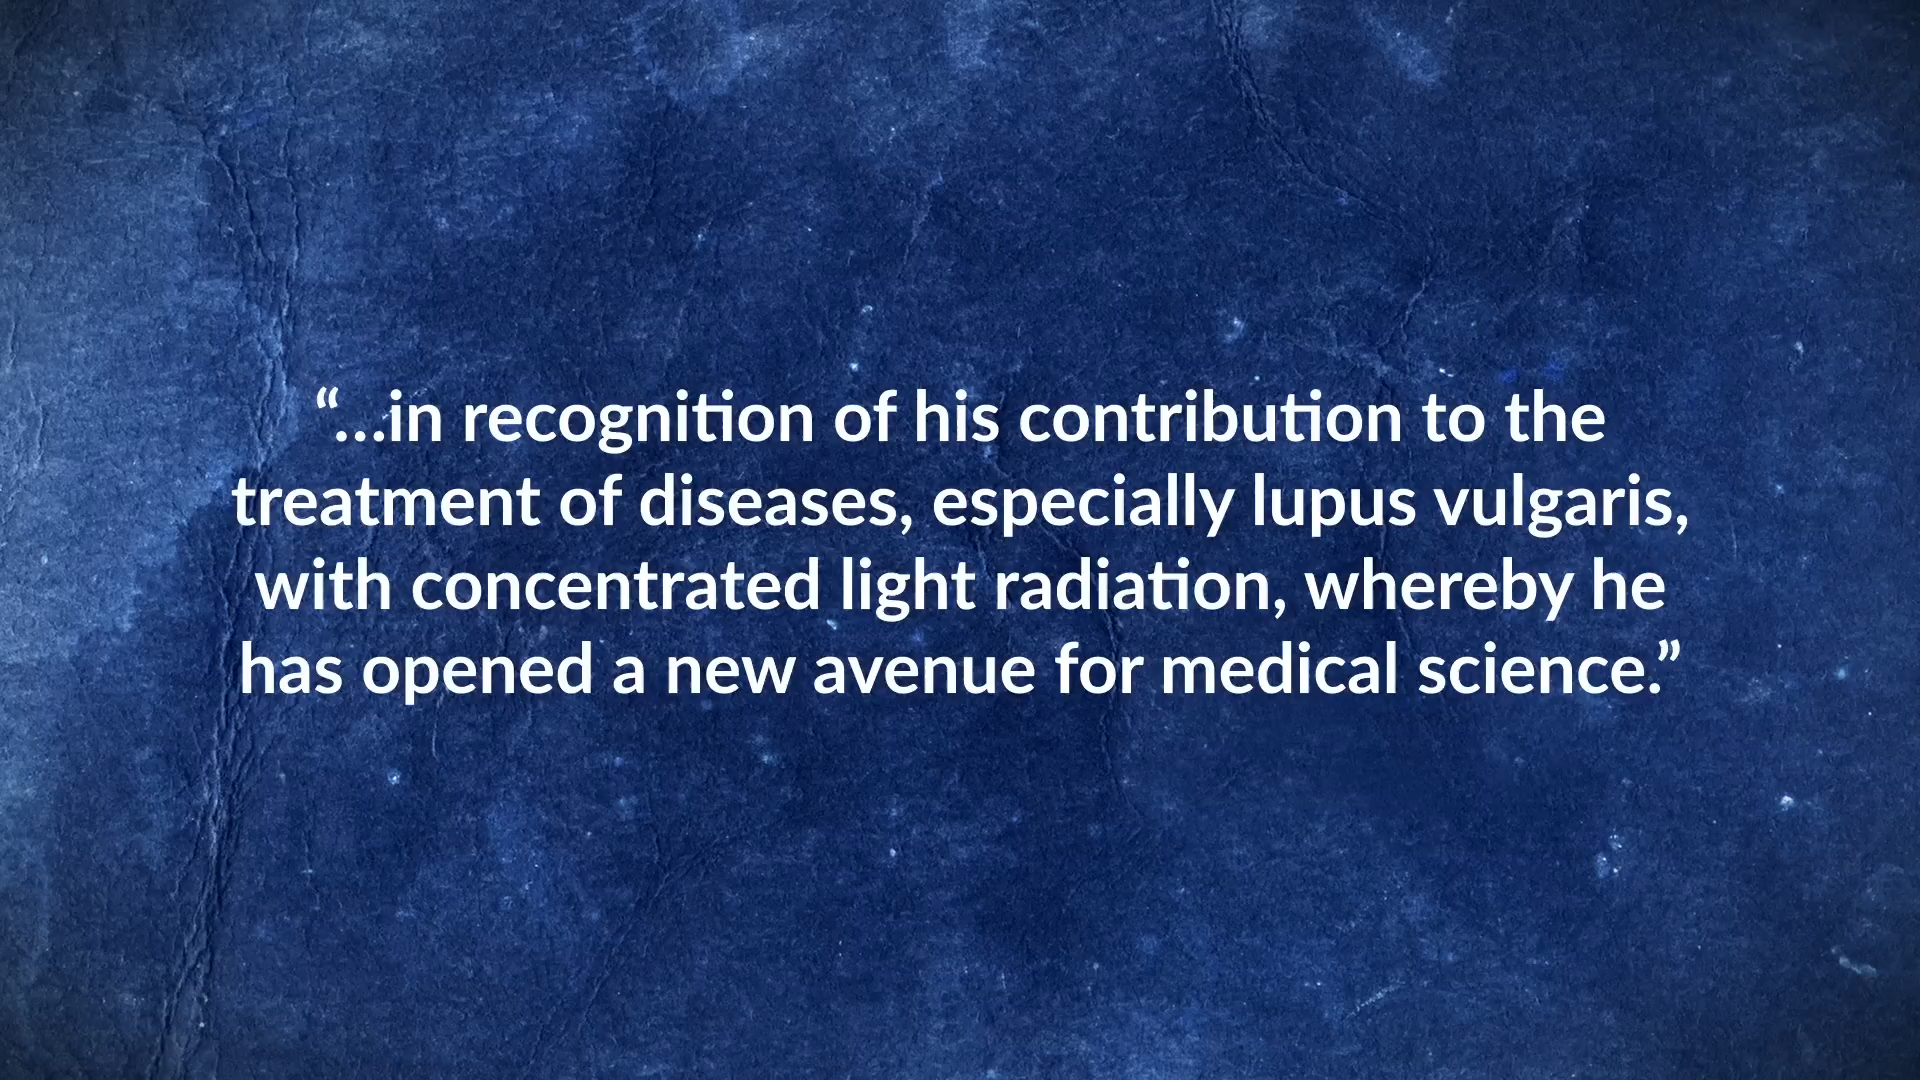 “...in recognition of his contribution to the
treatment of diseases, especially lupus vulgaris,
with concentrated light radiation, whereby he
has opened a new avenue for medical science.”